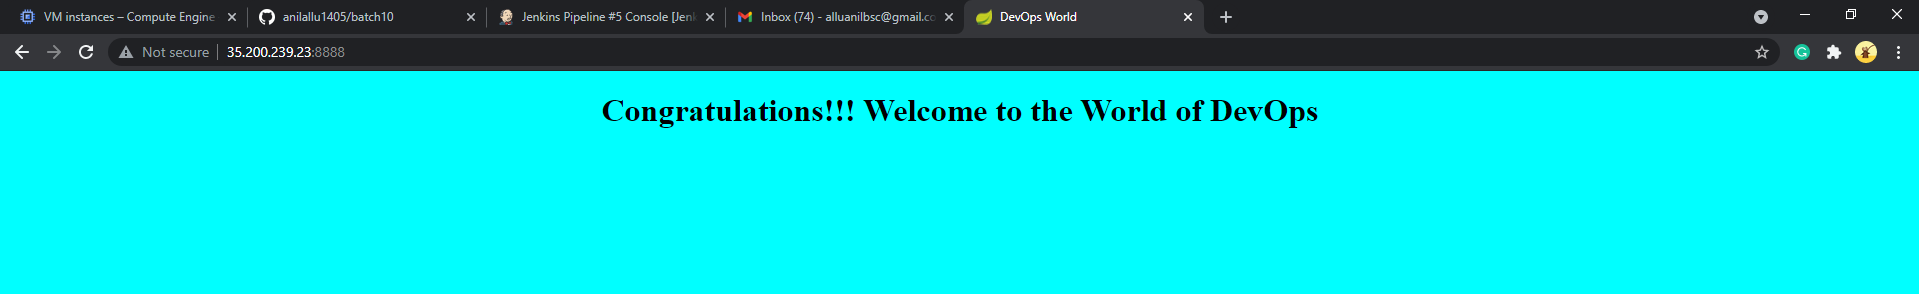 VM instances – Compute Engine
anilallu1405/batch10
Jenkins Pipeline #5 Console [Jenk
Inbox (74) - alluanilbsc@gmail.co
DevOps World
Not secure
35.200.239.23:8888
Congratulations!!! Welcome to the World of DevOps